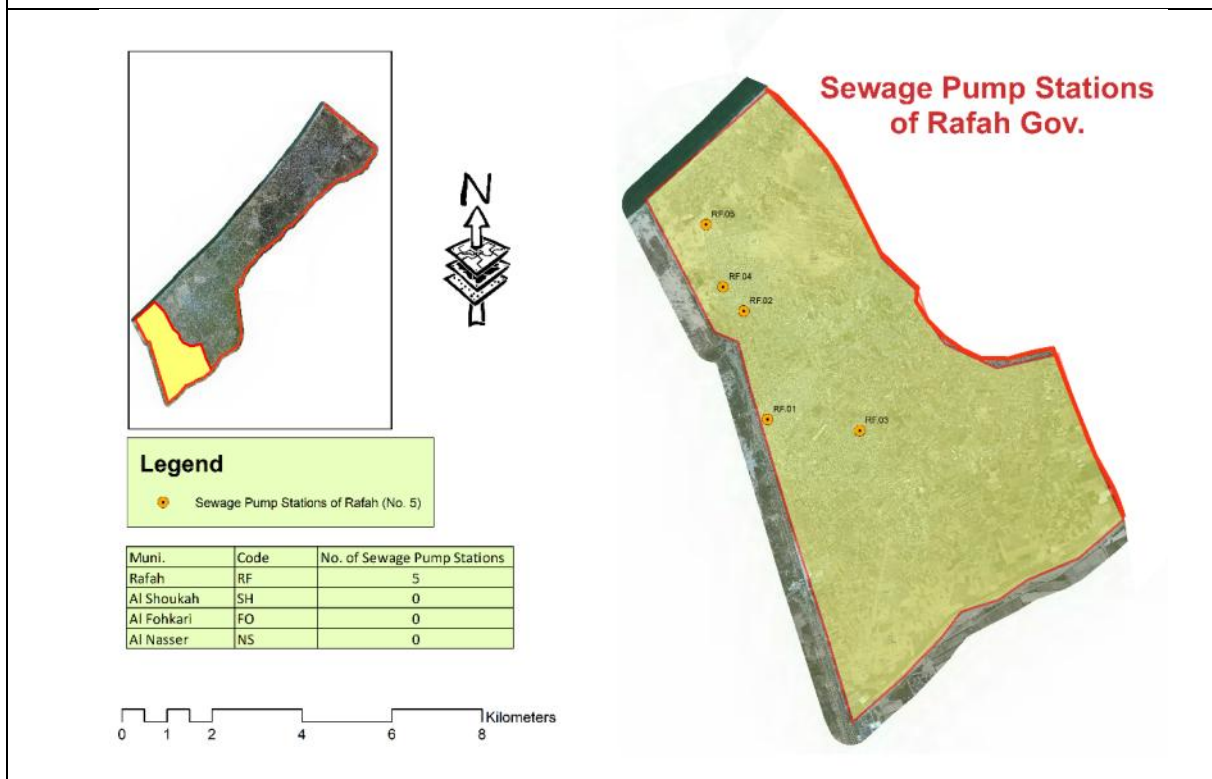 Sewage Pump Stations
of Rafah Gov.
N
RF.05
RF.04
RF.02
RF.01
RF.03
Legend
Sewage Pump Stations of Rafah (No. 5)
Muni. Code No. of Sewage Pump Stations
Rafah RF 5
Al Shoukah SH 0
Al Fohkari FO 0
Al Nasser NS 0
Kilometers
0 1 2 4 6 8